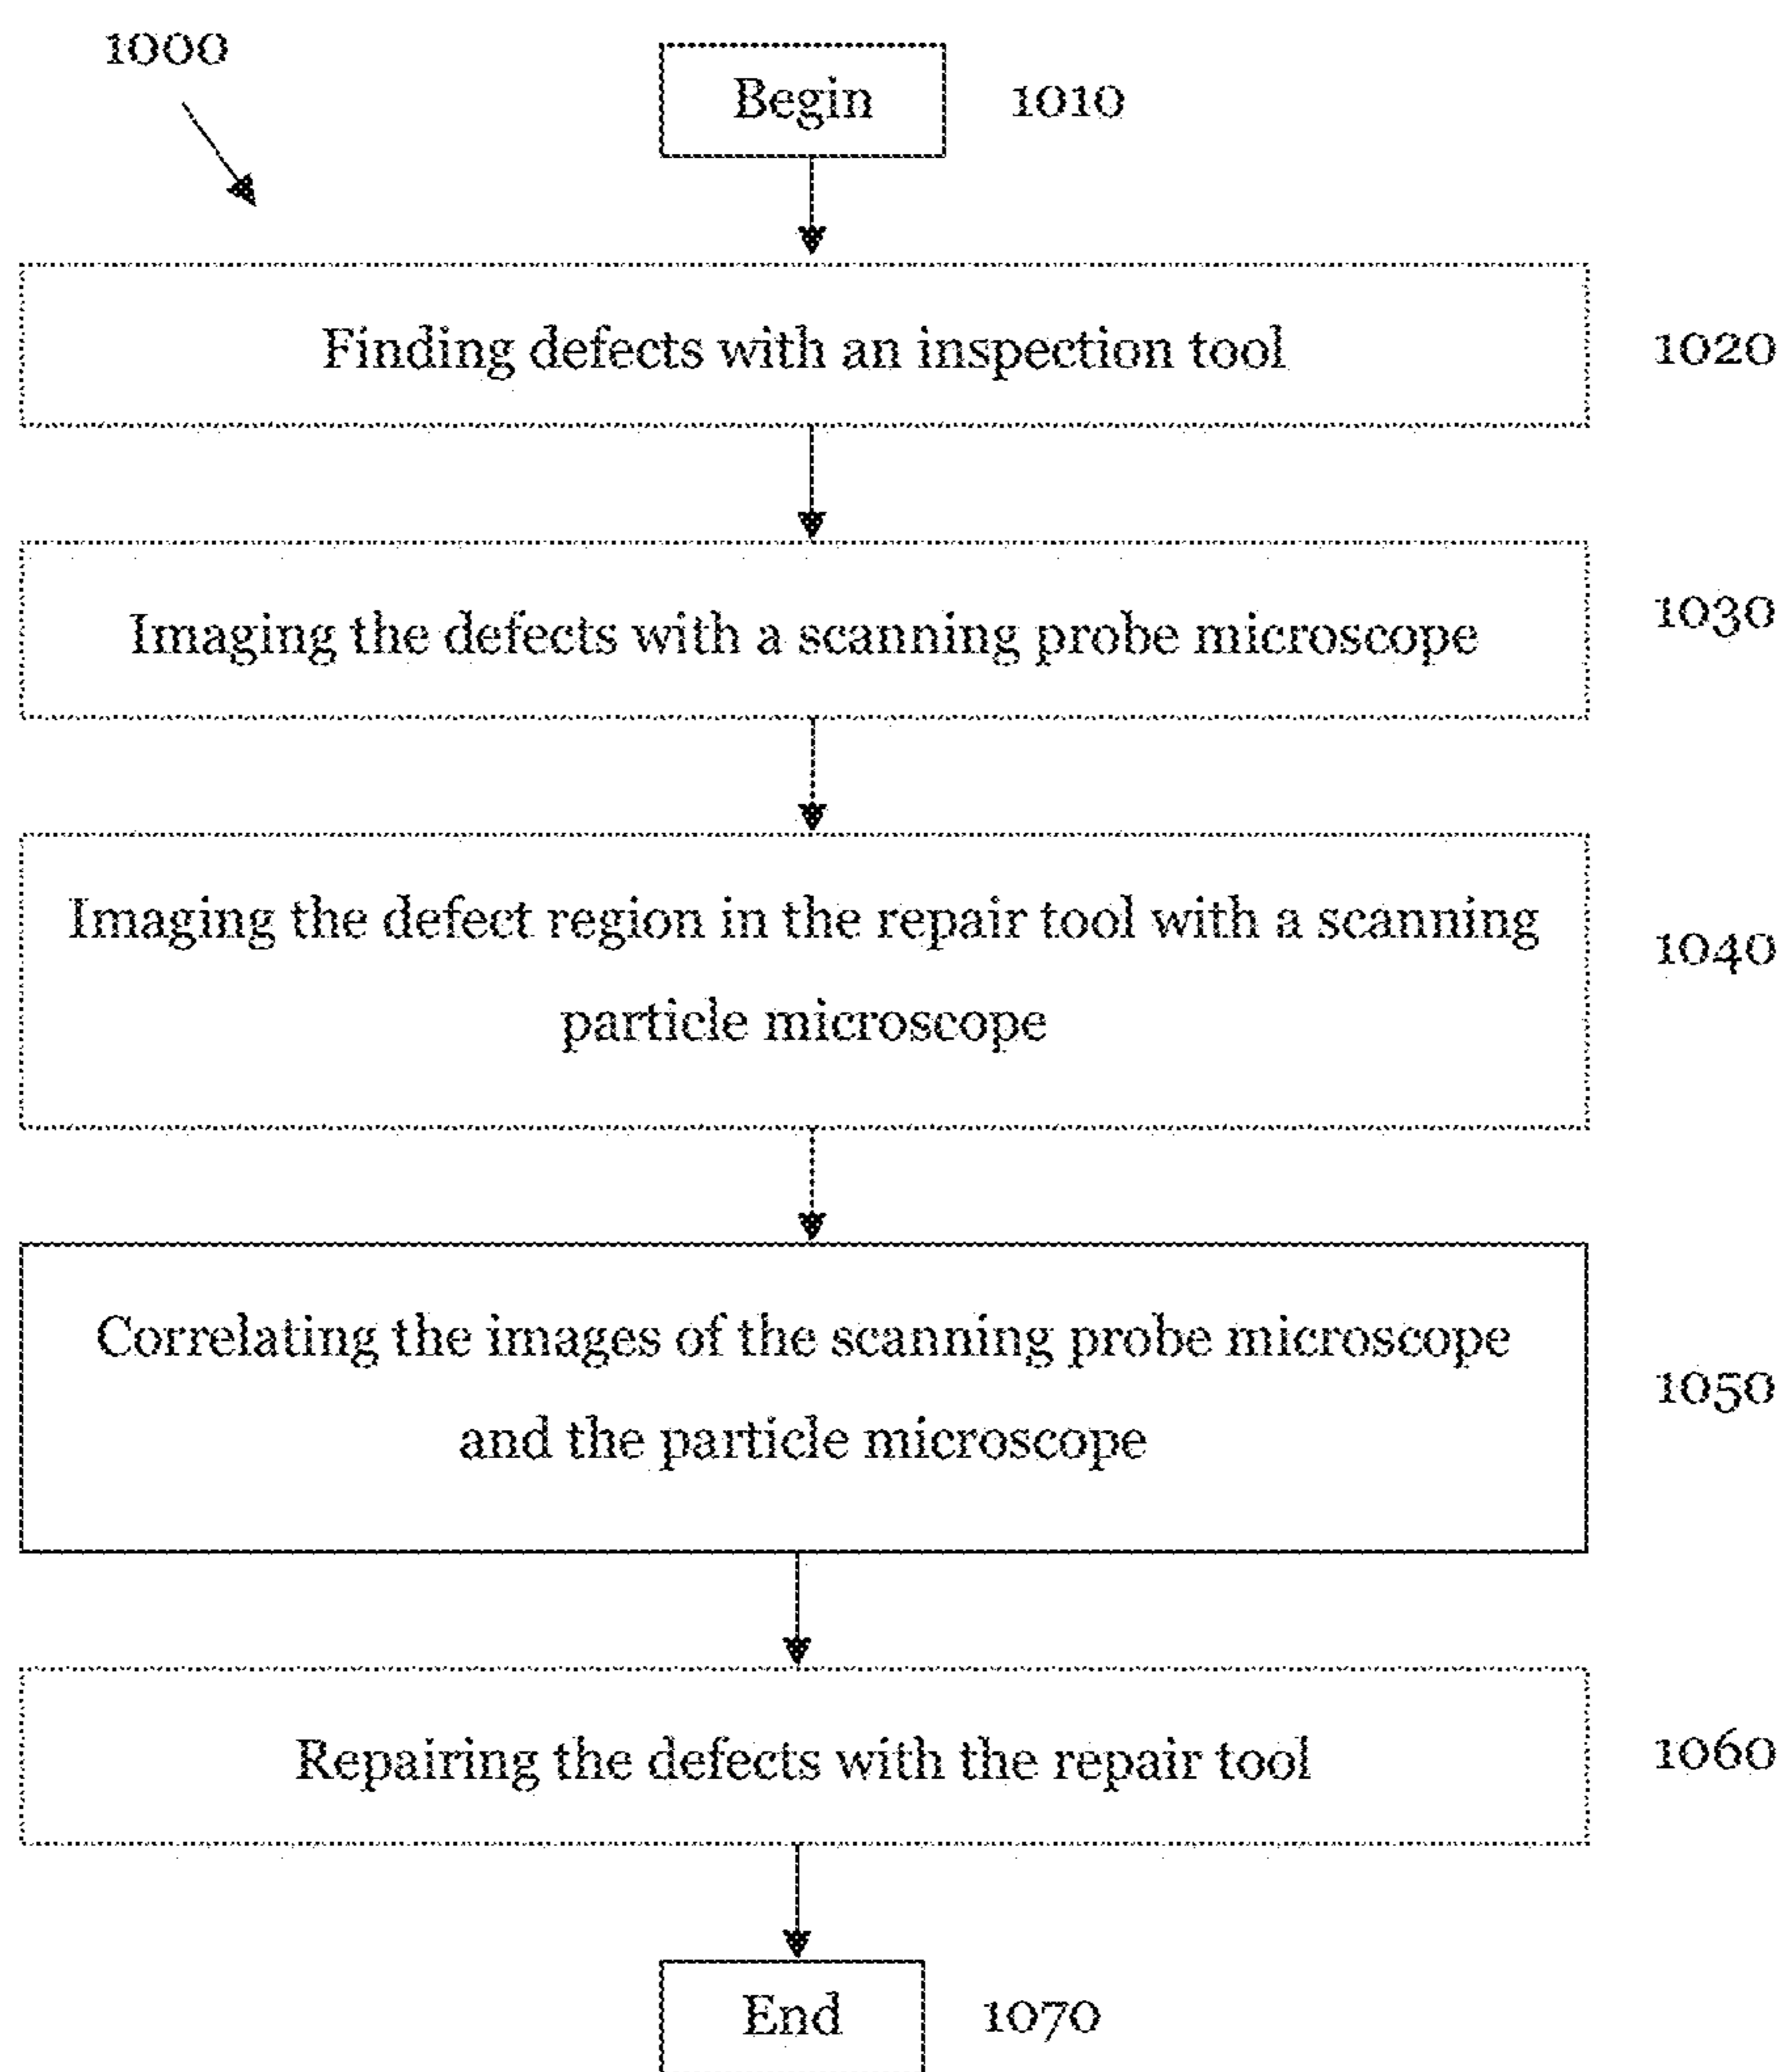 1000
Begin 1010
Finding defects with an inspection tool 1020
Imaging the defects with a scanning probe microscope 1030
Imaging the defect region in the repair tool with a scanning
particle microscope
1040
Correlating the images of the scanning probe microscope
and the particle microscope
1050
Repairing the defects with the repair tool 1060
End 1070